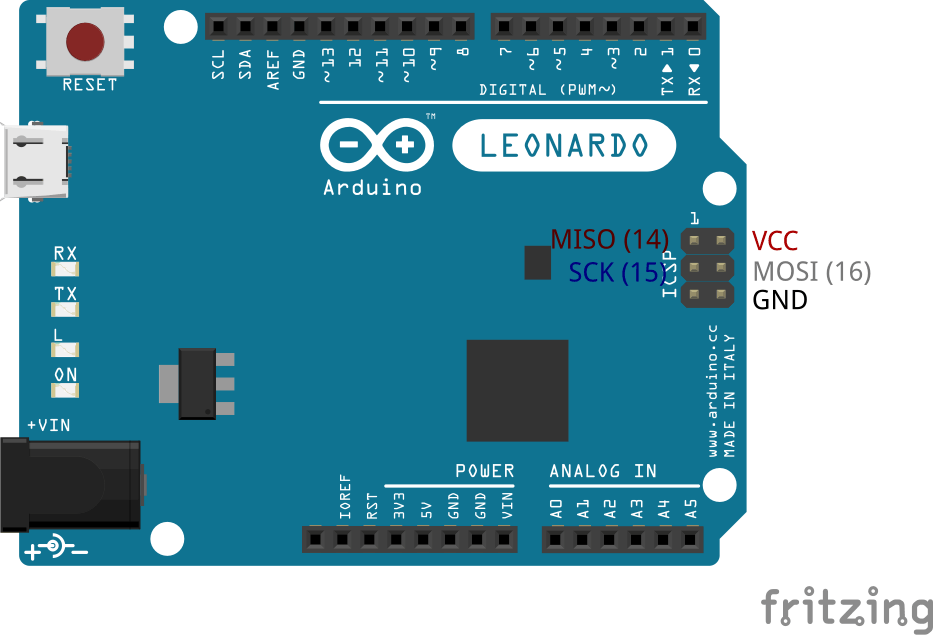 RESET
SCL SDA AREF GND ~13 12 ~11 ~10 ~9 8 7 ~6 ~5 4 ~3 2 TX▶1 RX◀0
DIGITAL (PWM~)
TM
LEONARDO
Arduino
1
MISO (14) VCC
SCK (15) MOSI (16)
ICSP
GND
RX
TX
L
ON
www.arduino.cc
MADE IN ITALY
+VIN
POWER ANALOG IN
IOREF RST 3V3 5V GND GND VIN A0 A1 A2 A3 A4 A5
+ −
fritzing